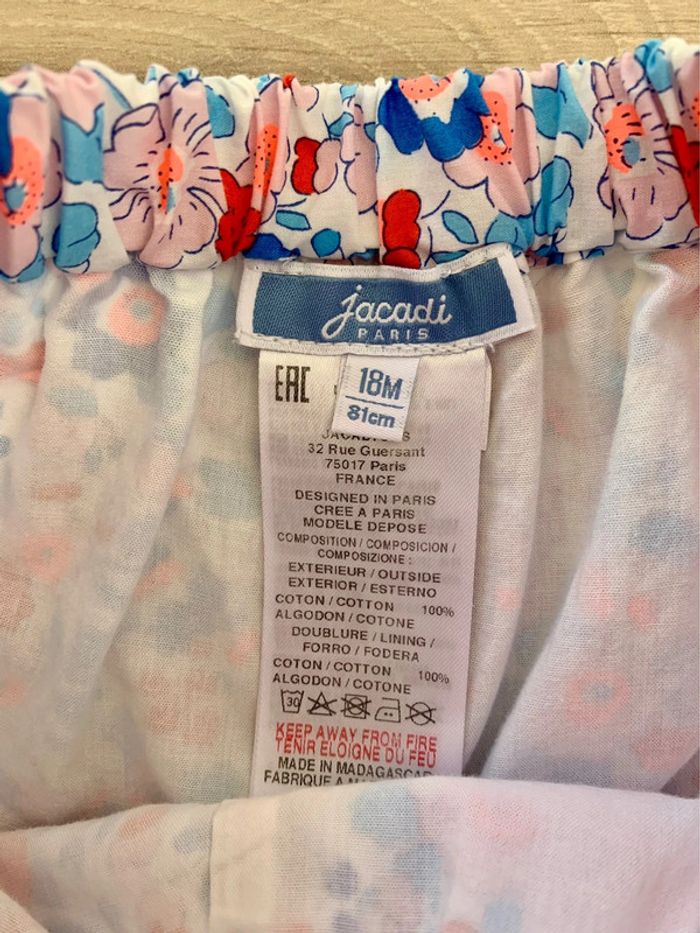 jacadi
PARIS
18M
81cm
EAC
32 Rue Guersant
75017 Paris
FRANCE
DESIGNED IN PARIS
CREE A PARIS
MODELE DEPOSE
COMPOSITION / COMPOSICION /
COMPOSIZIONE :
EXTERIEUR / OUTSIDE
EXTERIOR / ESTERNO
COTON / COTTON 100%
ALGODON / COTONE
DOUBLURE / LINING /
FORRO / FODERA
COTON / COTTON 100%
ALGODON / COTONE
30
KEEP AWAY FROM FIRE
TENIR ELOIGNE DU FEU
MADE IN MADAGASCAR
FABRIQUE A